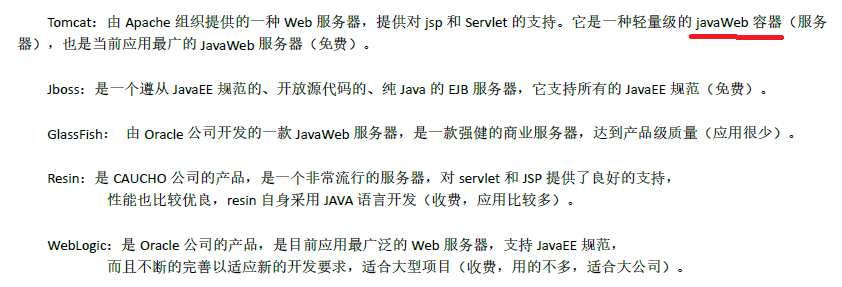 Tomcat：由 Apache 组织提供的一种 Web 服务器，提供对 jsp 和 Servlet 的支持。它是一种轻量级的 javaWeb 容器（服务
器），也是当前应用最广的 JavaWeb 服务器（免费）。
Jboss：是一个遵从 JavaEE 规范的、开放源代码的、纯 Java 的 EJB 服务器，它支持所有的 JavaEE 规范（免费）。
GlassFish： 由 Oracle 公司开发的一款 JavaWeb 服务器，是一款强健的商业服务器，达到产品级质量（应用很少）。
Resin：是 CAUCHO 公司的产品，是一个非常流行的服务器，对 servlet 和 JSP 提供了良好的支持，
性能也比较优良，resin 自身采用 JAVA 语言开发（收费，应用比较多）。
WebLogic：是 Oracle 公司的产品，是目前应用最广泛的 Web 服务器，支持 JavaEE 规范，
而且不断的完善以适应新的开发要求，适合大型项目（收费，用的不多，适合大公司）。